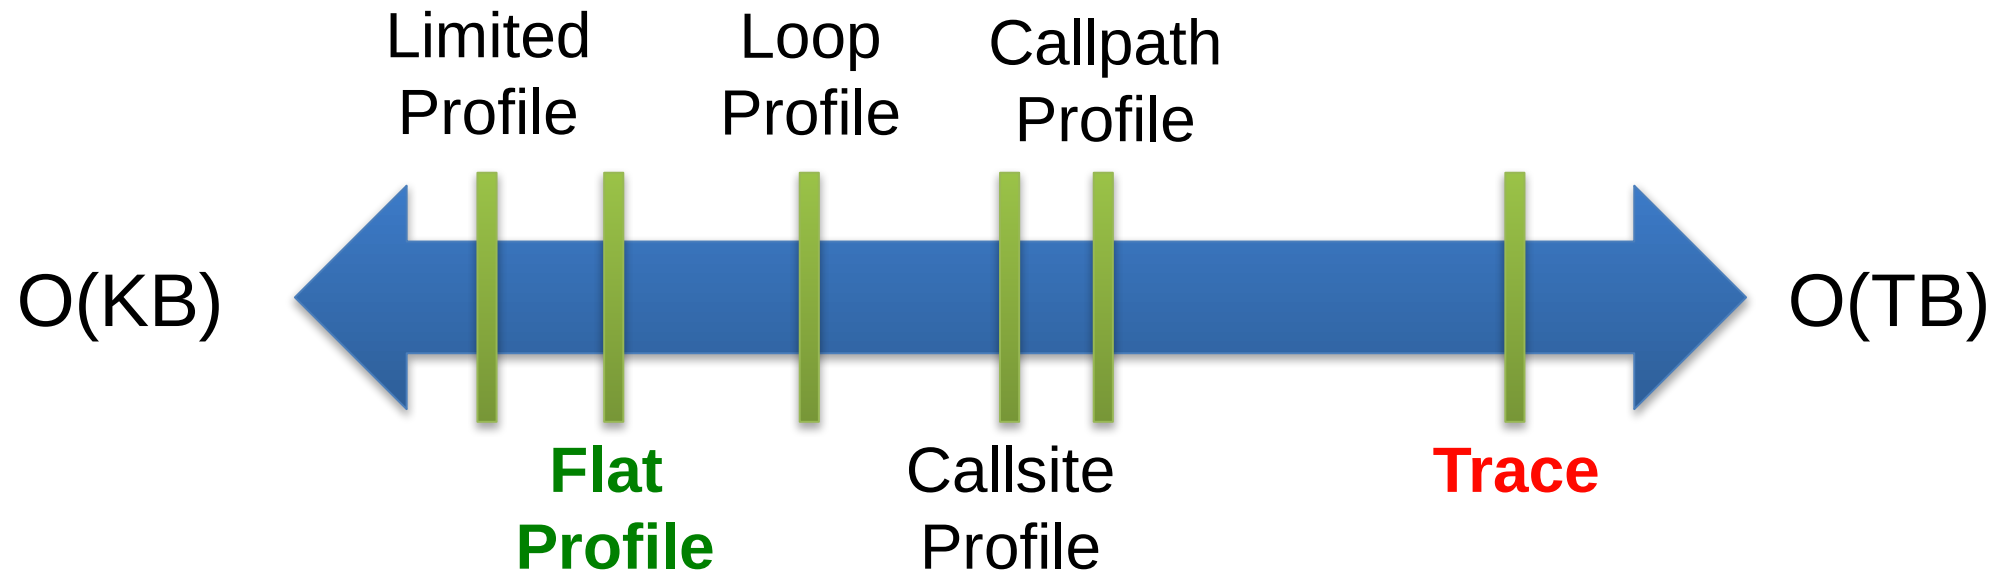 Limited
Profile
Loop
Profile
Callpath
Profile
O(KB)
O(TB)
Flat
Profile
Callsite
Profile
Trace